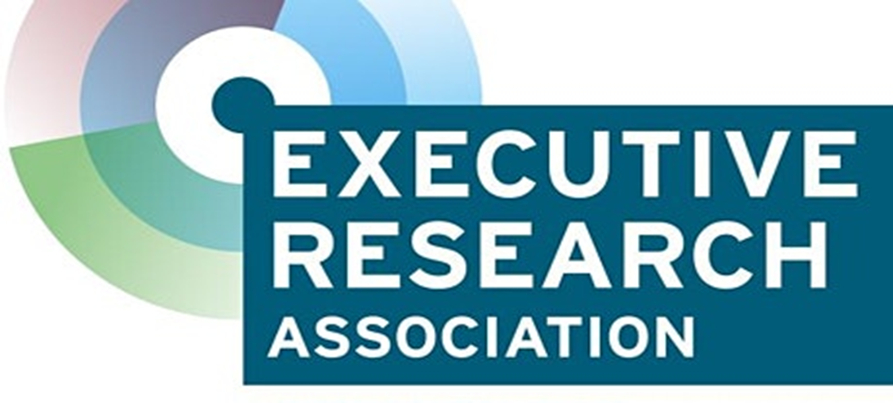 EXECUTIVE
RESEARCH
ASSOCIATION